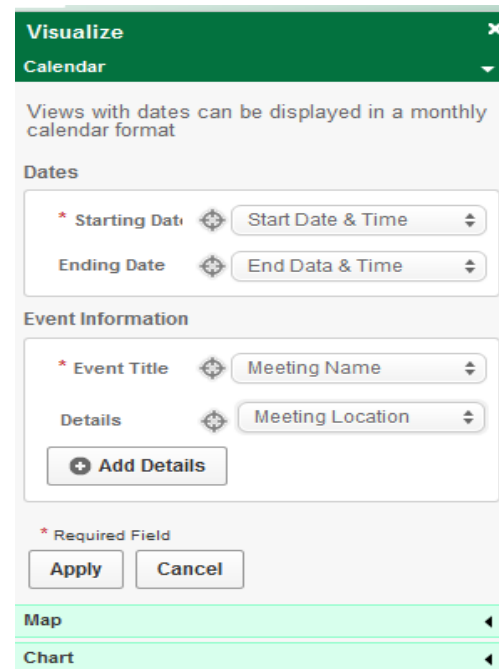 Visualize
Calendar
Views with dates can be displayed in a monthly
calendar format
Dates
* Starting Dat
Start Date & Time
Ending Date
End Data & Time
Event Information
* Event Title
Meeting Name
Details
Meeting Location
Add Details
* Required Field
Apply Cancel
Map
Chart